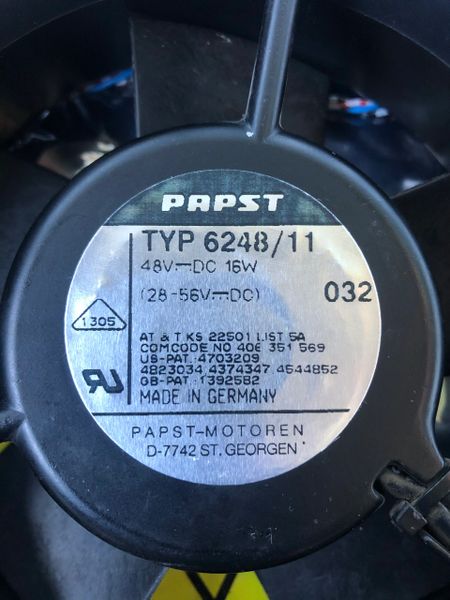 PAPST
TYP 6248/11
48V⎓DC 16W
(28-56V⎓DC)
032
1305
AT & T KS 22501 LIST 5A
COMCODE NO 406 351 569
US-PAT. 4703209
4823034 4374347 4544852
GB-PAT. 1392582
MADE IN GERMANY
PAPST-MOTOREN
D-7742 ST. GEORGEN